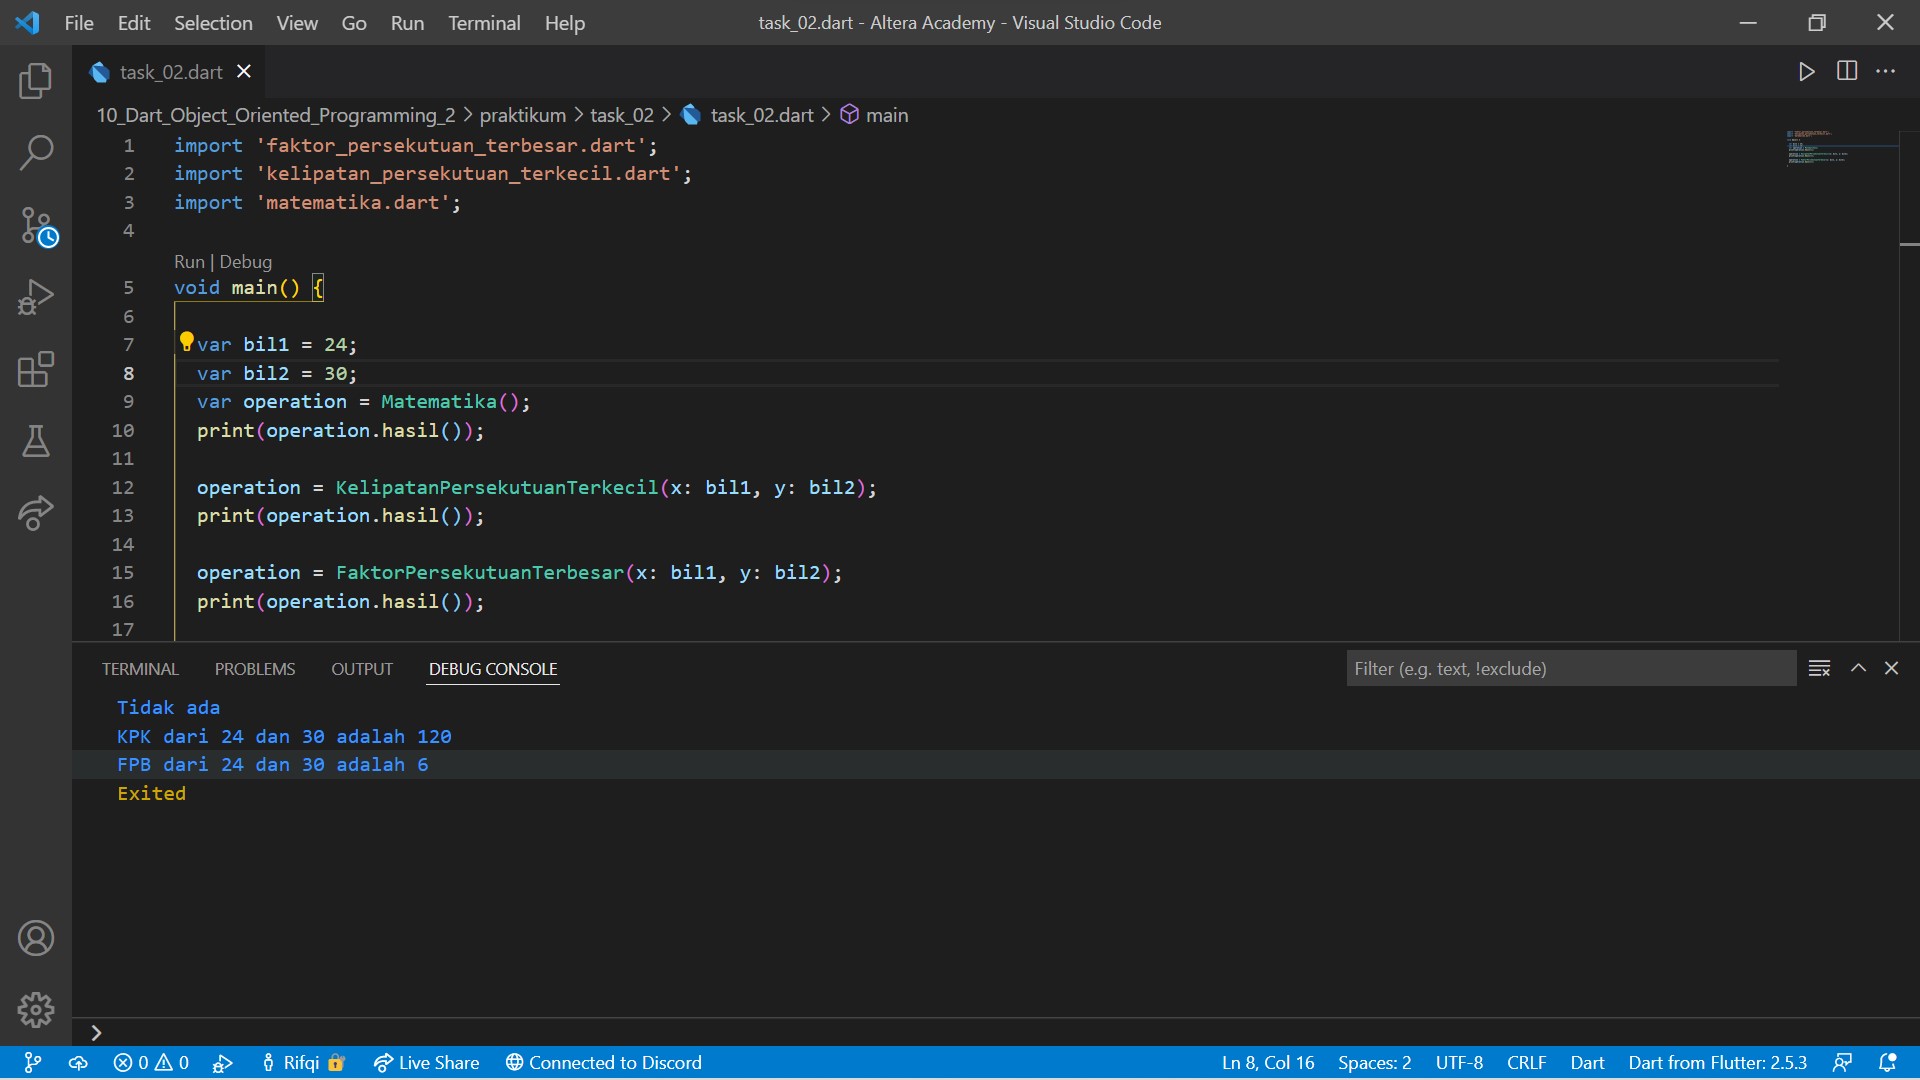 File Edit Selection View Go Run Terminal Help
task_02.dart - Altera Academy - Visual Studio Code
task_02.dart
10_Dart_Object_Oriented_Programming_2 > praktikum > task_02 > task_02.dart > main
1 import 'faktor_persekutuan_terbesar.dart';
2 import 'kelipatan_persekutuan_terkecil.dart';
3 import 'matematika.dart';
4
Run | Debug
5 void main() {
6
7 var bil1 = 24;
8 var bil2 = 30;
9 var operation = Matematika();
10 print(operation.hasil());
11
12 operation = KelipatanPersekutuanTerkecil(x: bil1, y: bil2);
13 print(operation.hasil());
14
15 operation = FaktorPersekutuanTerbesar(x: bil1, y: bil2);
16 print(operation.hasil());
17
TERMINAL PROBLEMS OUTPUT DEBUG CONSOLE
Filter (e.g. text, !exclude)
Tidak ada
KPK dari 24 dan 30 adalah 120
FPB dari 24 dan 30 adalah 6
Exited
0 0 Rifqi Live Share Connected to Discord
Ln 8, Col 16 Spaces: 2 UTF-8 CRLF Dart Dart from Flutter: 2.5.3